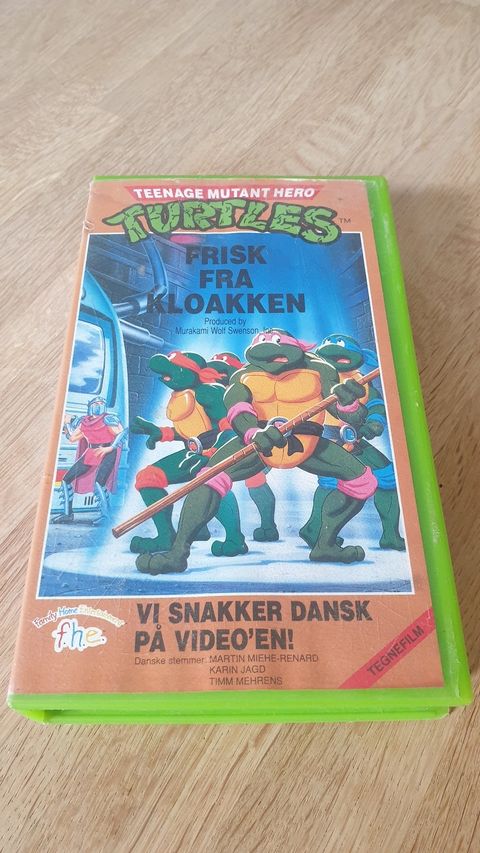 TEENAGE MUTANT HERO
TURTLES TM
FRISK
FRA
KLOAKKEN
Produced by
Murakami Wolf Swenson, Inc.
Family Home Entertainment
f.h.e.
VI SNAKKER DANSK
PÅ VIDEO'EN!
Danske stemmer: MARTIN MIEHE-RENARD
KARIN JAGD
TIMM MEHRENS
TEGNEFILM